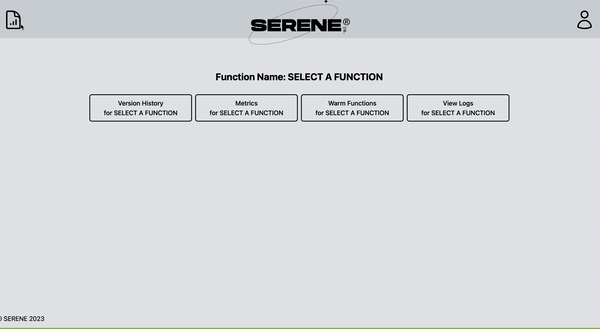 SERENE®
Function Name: SELECT A FUNCTION
Version History
for SELECT A FUNCTION
Metrics
for SELECT A FUNCTION
Warm Functions
for SELECT A FUNCTION
View Logs
for SELECT A FUNCTION
SERENE 2023